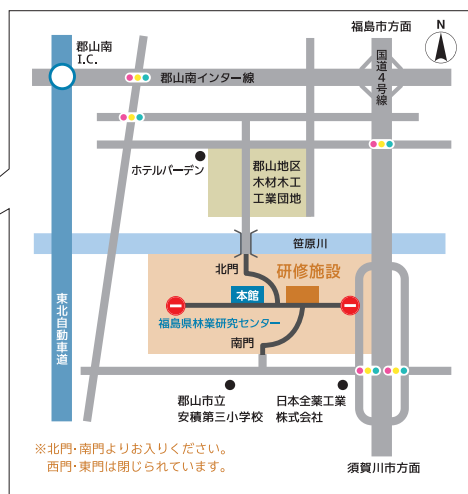 福島市方面
N
郡山南
I.C.
国道4号線
郡山南インター線
ホテルバーデン
郡山地区
木材木工
工業団地
笹原川
北門
研修施設
本館
東北自動車道
福島県林業研究センター
南門
郡山市立
安積第三小学校
日本全薬工業
株式会社
※北門・南門よりお入りください。
西門・東門は閉じられています。
須賀川市方面